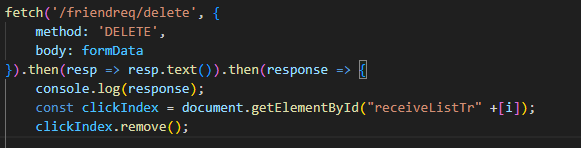 fetch('/friendreq/delete', {
    method: 'DELETE',
    body: formData
}).then(resp => resp.text()).then(response => {
    console.log(response);
    const clickIndex = document.getElementById("receiveListTr" +[i]);
    clickIndex.remove();